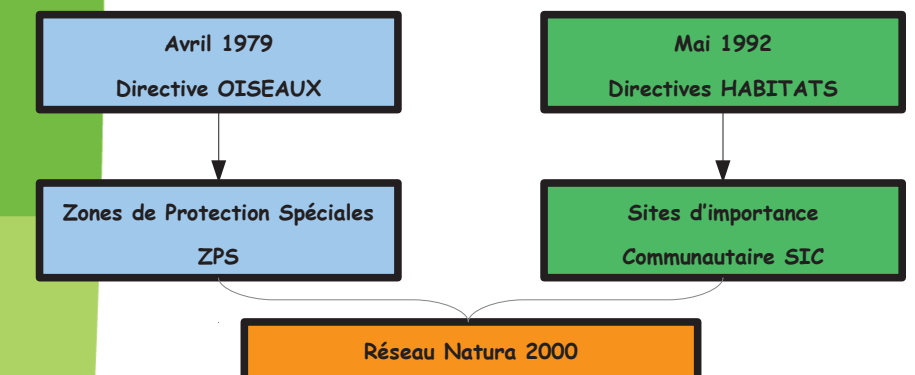 Avril 1979
Directive OISEAUX
Mai 1992
Directives HABITATS
Zones de Protection Spéciales
ZPS
Sites d'importance
Communautaire SIC
Réseau Natura 2000